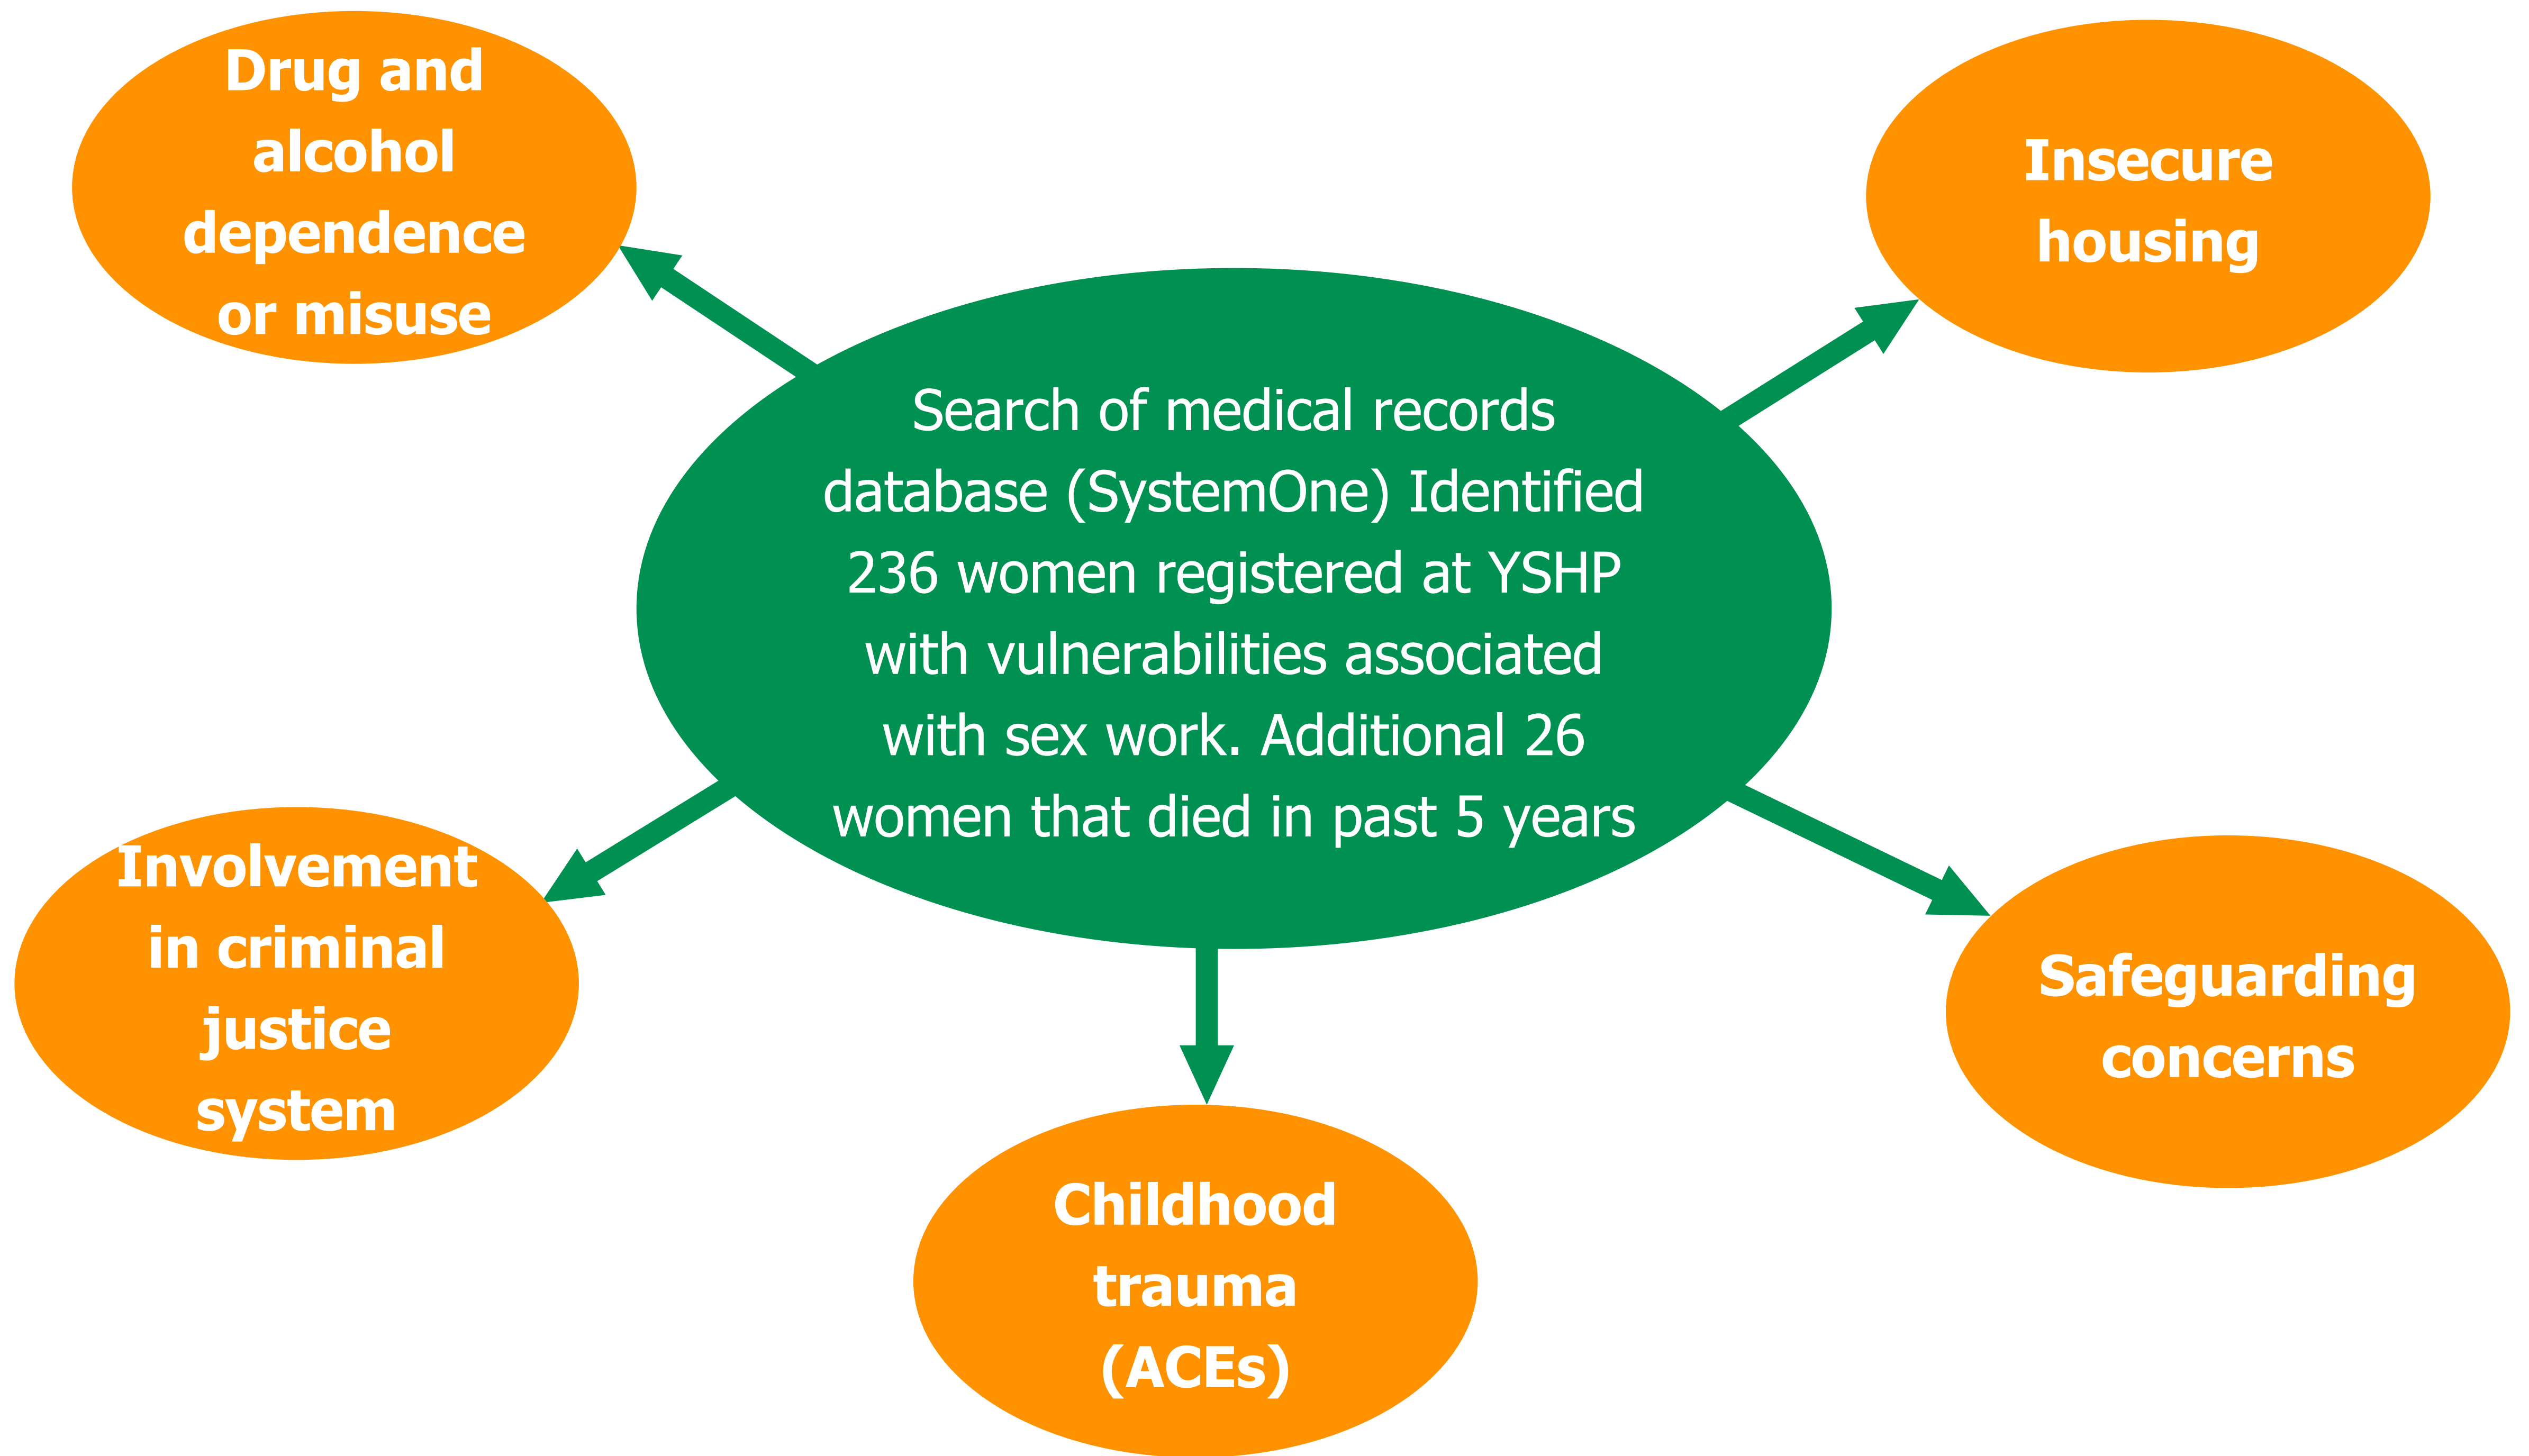 Drug and
alcohol
dependence
or misuse
Insecure
housing
Search of medical records
database (SystemOne) Identified
236 women registered at YSHP
with vulnerabilities associated
with sex work. Additional 26
women that died in past 5 years
Involvement
in criminal
justice
system
Safeguarding
concerns
Childhood
trauma
(ACEs)